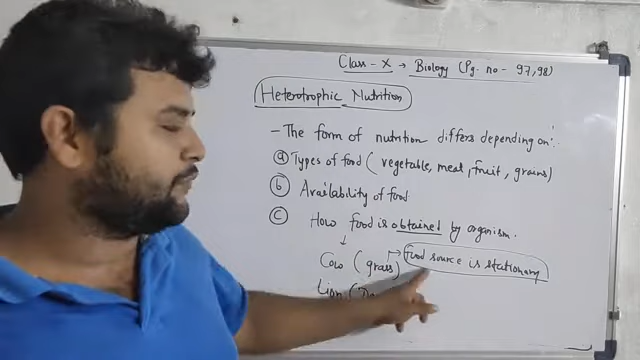 Class - X → Biology (Pg. no - 97,98)
Heterotrophic Nutrition
- The form of nutrition differs depending on :
(a) Types of food ( vegetable, meal, fruit, grains)
(b) Availability of food
(c) How food is obtained by organism.
↓
Cow ( grass) → food source is stationary
Lion (